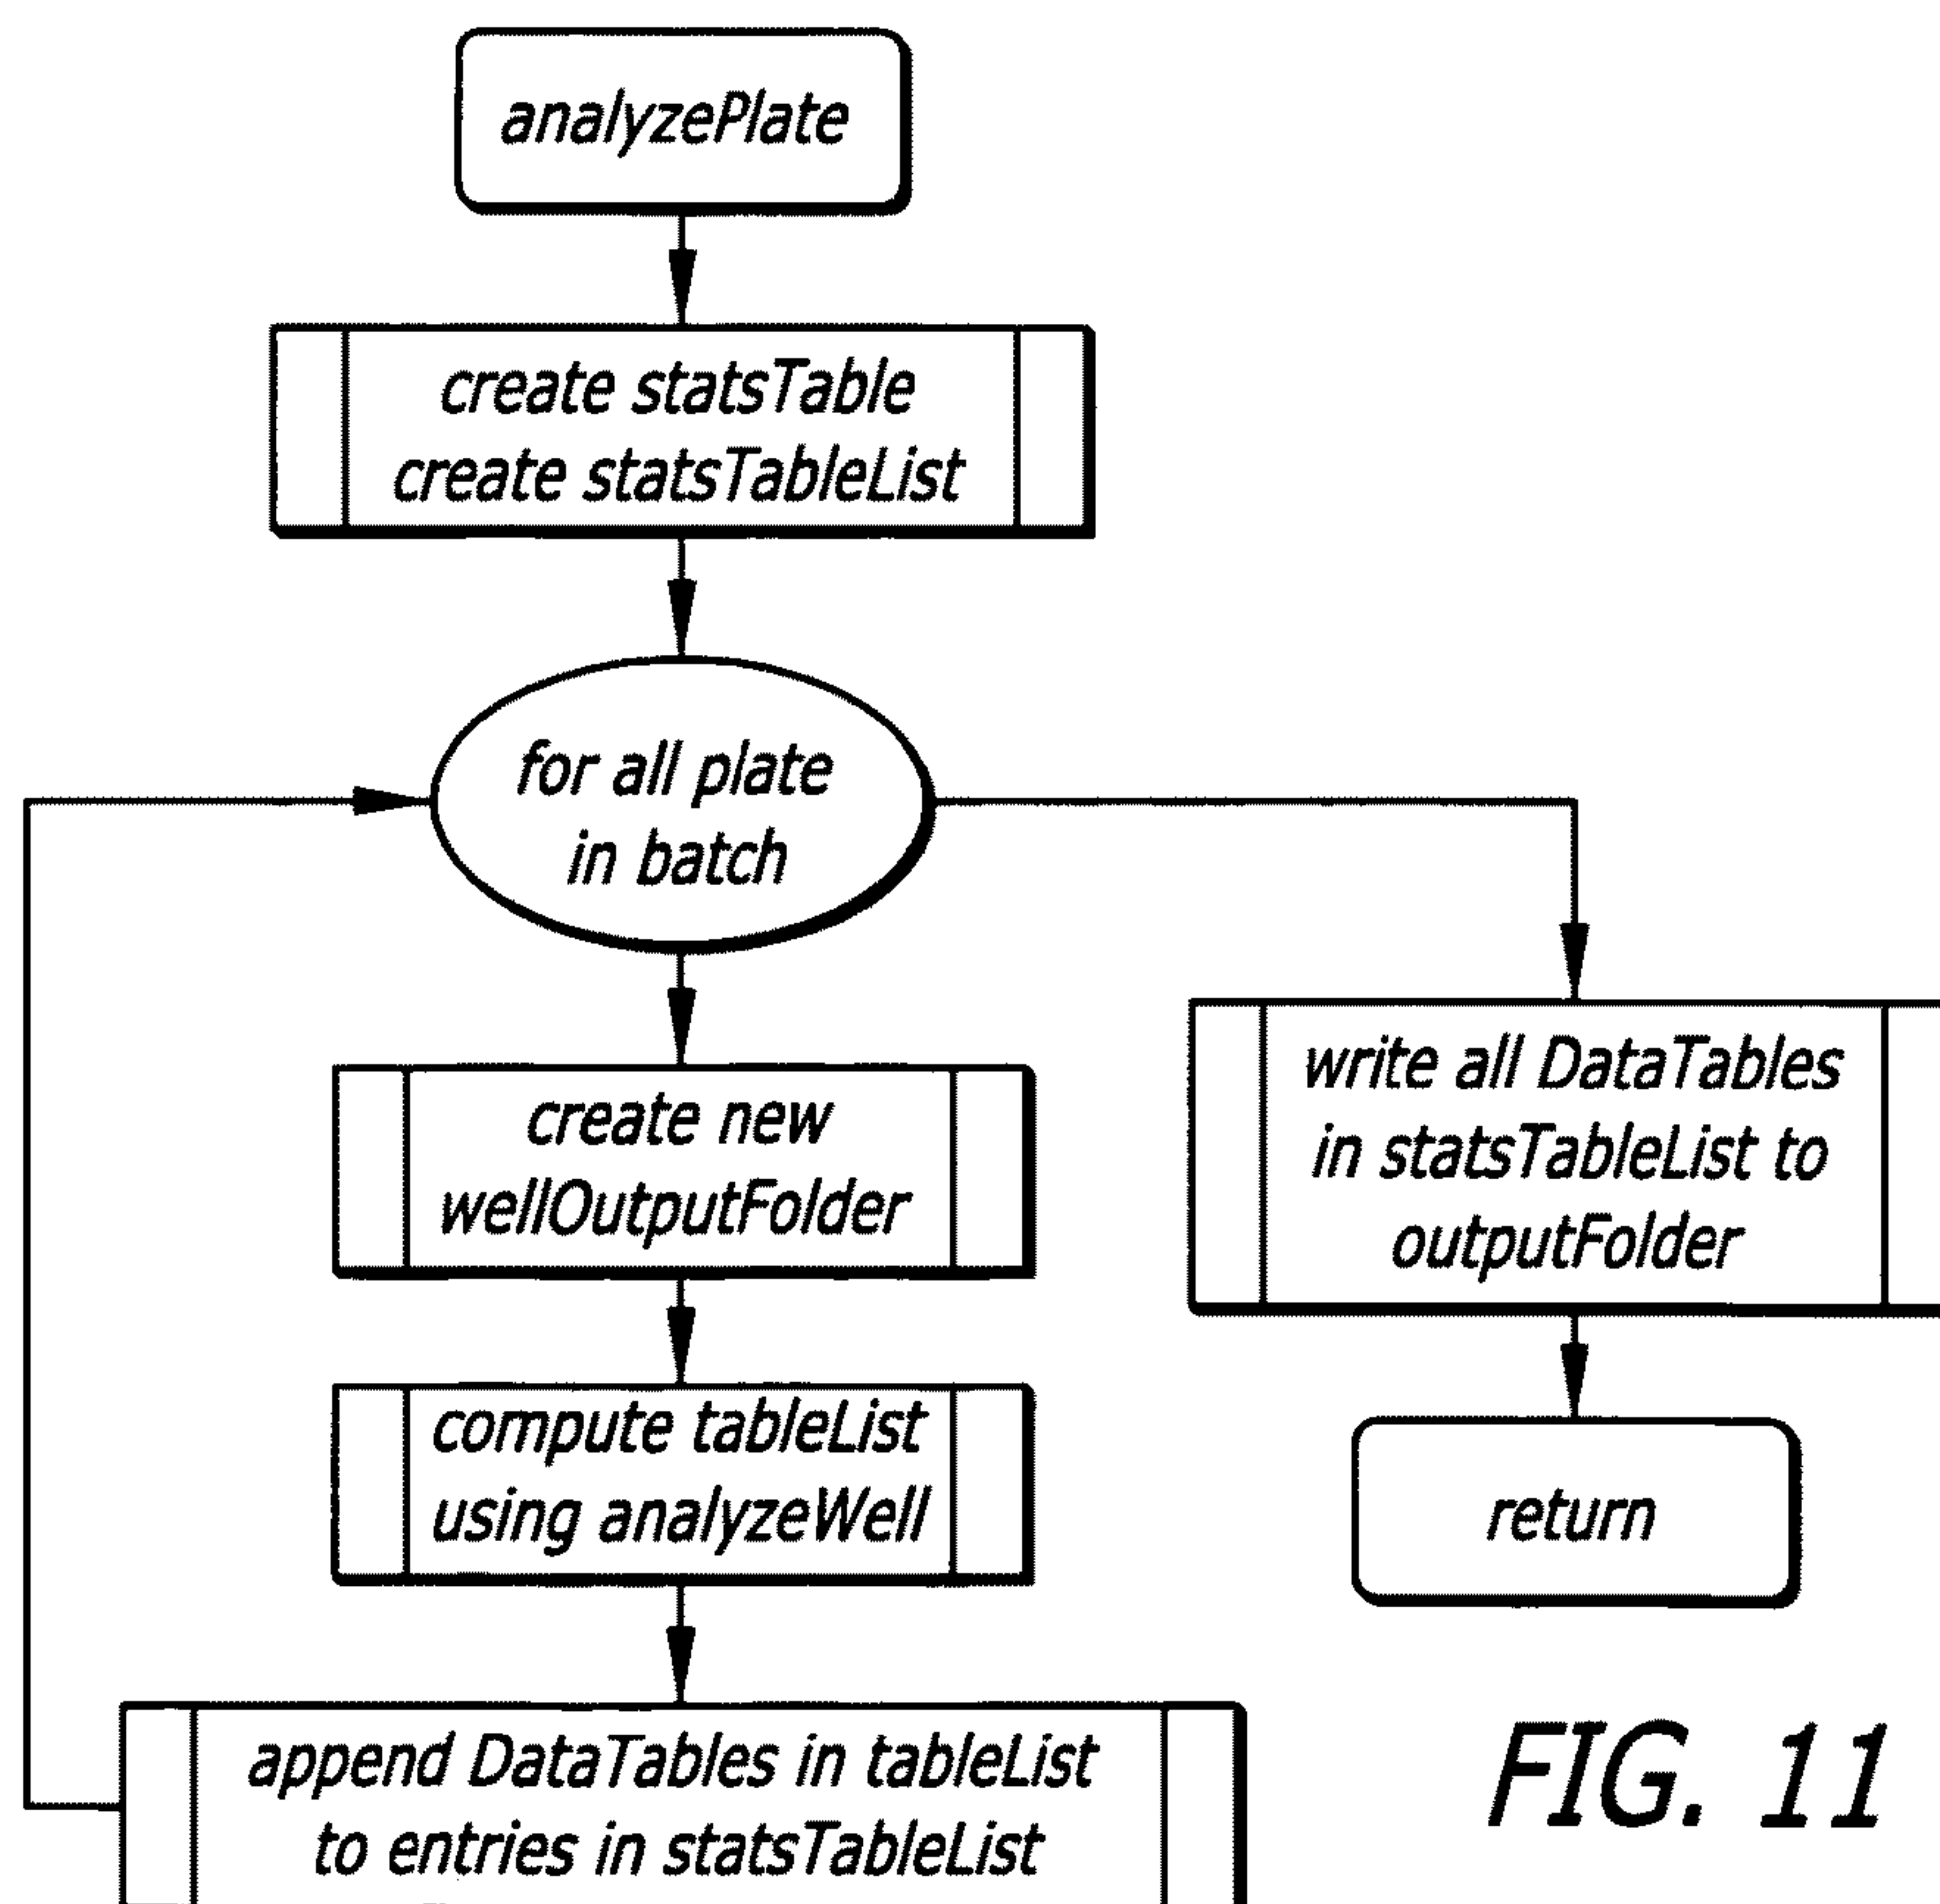 analyzePlate
create statsTable
create statsTableList
for all plate
in batch
create new
wellOutputFolder
compute tableList
using analyzeWell
append DataTables in tableList
to entries in statsTableList
write all DataTables
in statsTableList to
outputFolder
return
FIG. 11